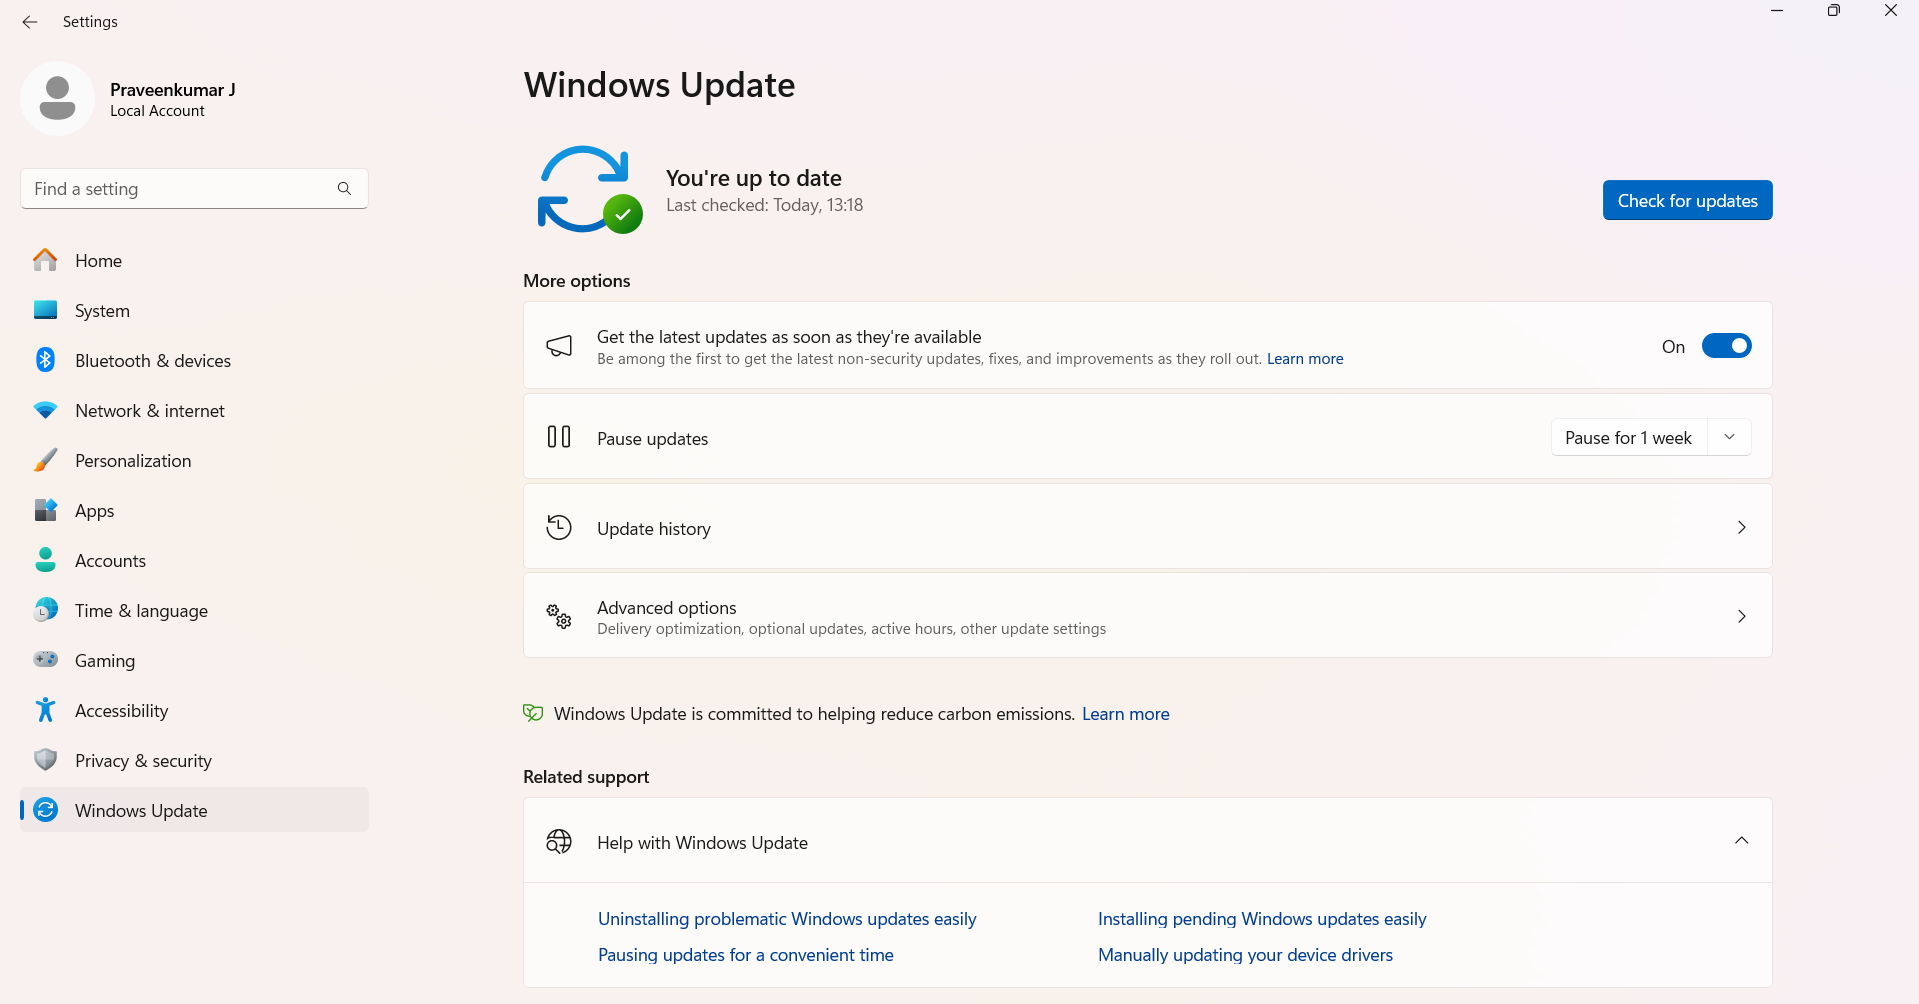 Settings
Praveenkumar J
Local Account
Find a setting
Home
System
Bluetooth & devices
Network & internet
Personalization
Apps
Accounts
Time & language
Gaming
Accessibility
Privacy & security
Windows Update
Windows Update
You're up to date
Last checked: Today, 13:18
Check for updates
More options
Get the latest updates as soon as they're available
Be among the first to get the latest non-security updates, fixes, and improvements as they roll out. Learn more
On
Pause updates
Pause for 1 week
Update history
Advanced options
Delivery optimization, optional updates, active hours, other update settings
Windows Update is committed to helping reduce carbon emissions. Learn more
Related support
Help with Windows Update
Uninstalling problematic Windows updates easily
Installing pending Windows updates easily
Pausing updates for a convenient time
Manually updating your device drivers